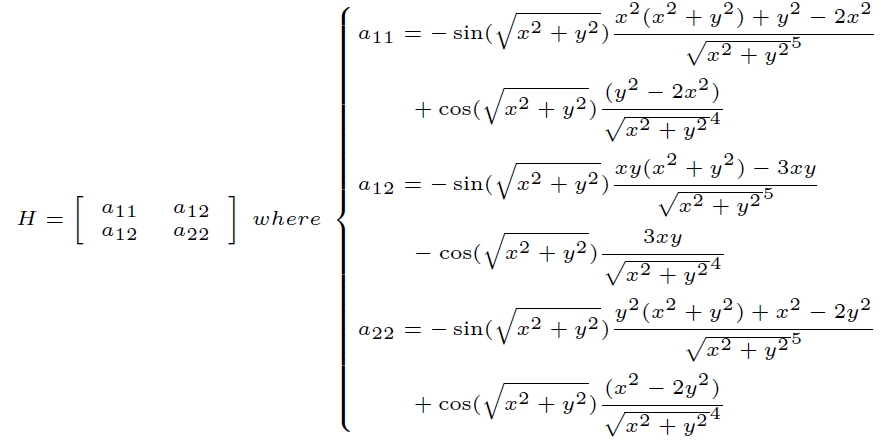 H = [ a₁₁ a₁₂ ; a₁₂ a₂₂ ] where {
a₁₁ = − sin(√(x² + y²)) (x²(x² + y²) + y² − 2x²) / √(x² + y²)⁵
+ cos(√(x² + y²)) (y² − 2x²) / √(x² + y²)⁴
a₁₂ = − sin(√(x² + y²)) (xy(x² + y²) − 3xy) / √(x² + y²)⁵
− cos(√(x² + y²)) 3xy / √(x² + y²)⁴
a₂₂ = − sin(√(x² + y²)) (y²(x² + y²) + x² − 2y²) / √(x² + y²)⁵
+ cos(√(x² + y²)) (x² − 2y²) / √(x² + y²)⁴